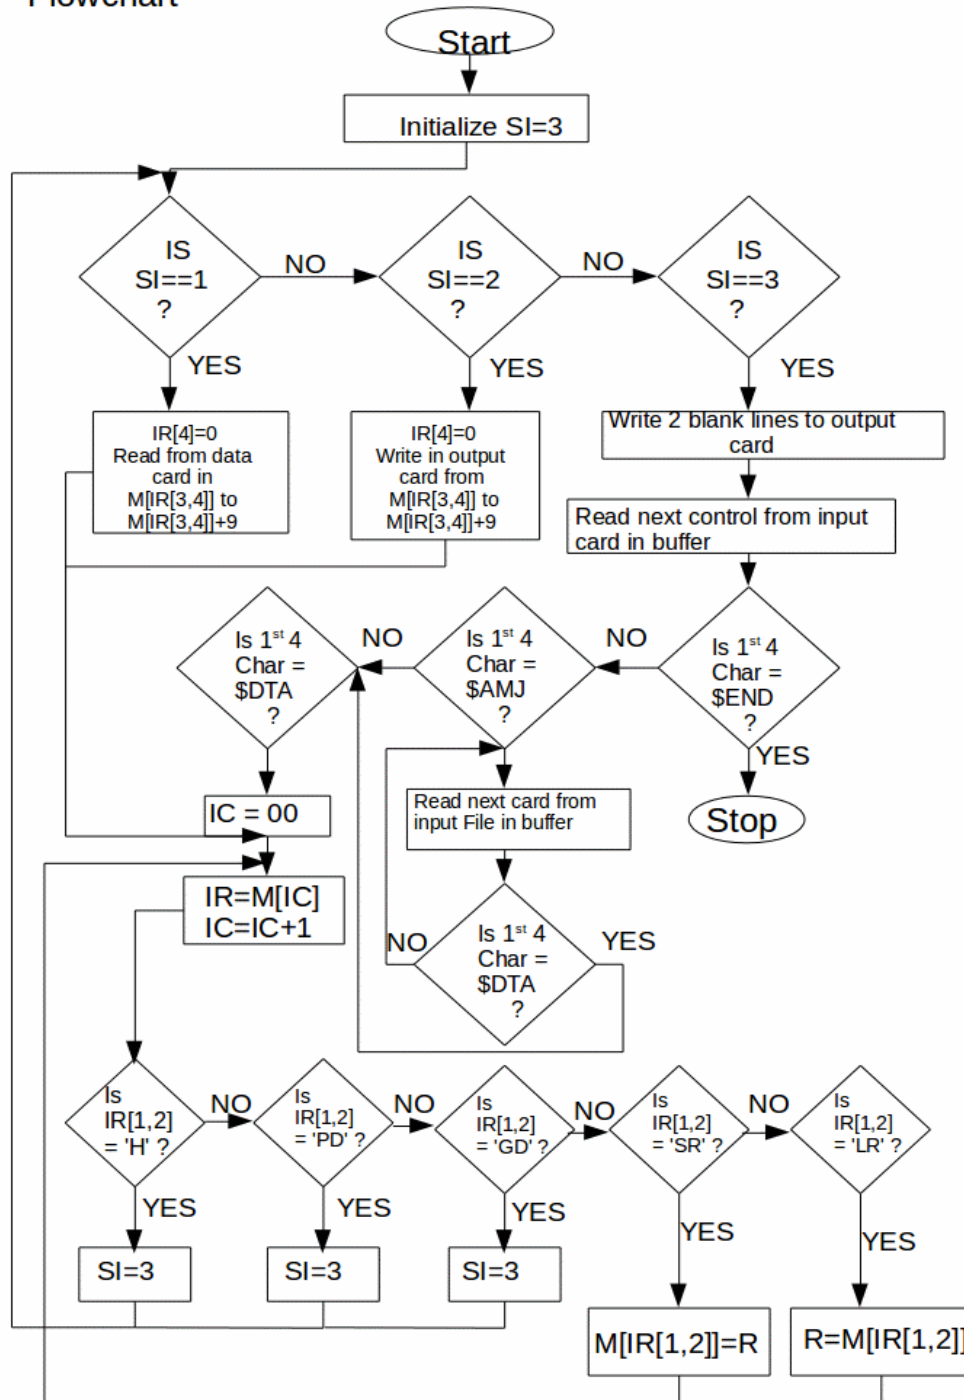 Flowchart
Start
Initialize SI=3
IS
SI==1
?
NO
IS
SI==2
?
NO
IS
SI==3
?
YES
YES
YES
IR[4]=0
Read from data
card in
M[IR[3,4]] to
M[IR[3,4]]+9
IR[4]=0
Write in output
card from
M[IR[3,4]] to
M[IR[3,4]]+9
Write 2 blank lines to output
card
Read next control from input
card in buffer
Is 1st 4
Char =
$DTA
?
NO
Is 1st 4
Char =
$AMJ
?
NO
Is 1st 4
Char =
$END
?
YES
Stop
IC = 00
Read next card from
input File in buffer
IR=M[IC]
IC=IC+1
NO
Is 1st 4
Char =
$DTA
?
YES
Is
IR[1,2]
= 'H' ?
NO
Is
IR[1,2]
= 'PD' ?
NO
Is
IR[1,2]
= 'GD' ?
NO
Is
IR[1,2]
= 'SR' ?
NO
Is
IR[1,2]
= 'LR' ?
YES
YES
YES
YES
YES
SI=3
SI=3
SI=3
M[IR[1,2]]=R
R=M[IR[1,2]]